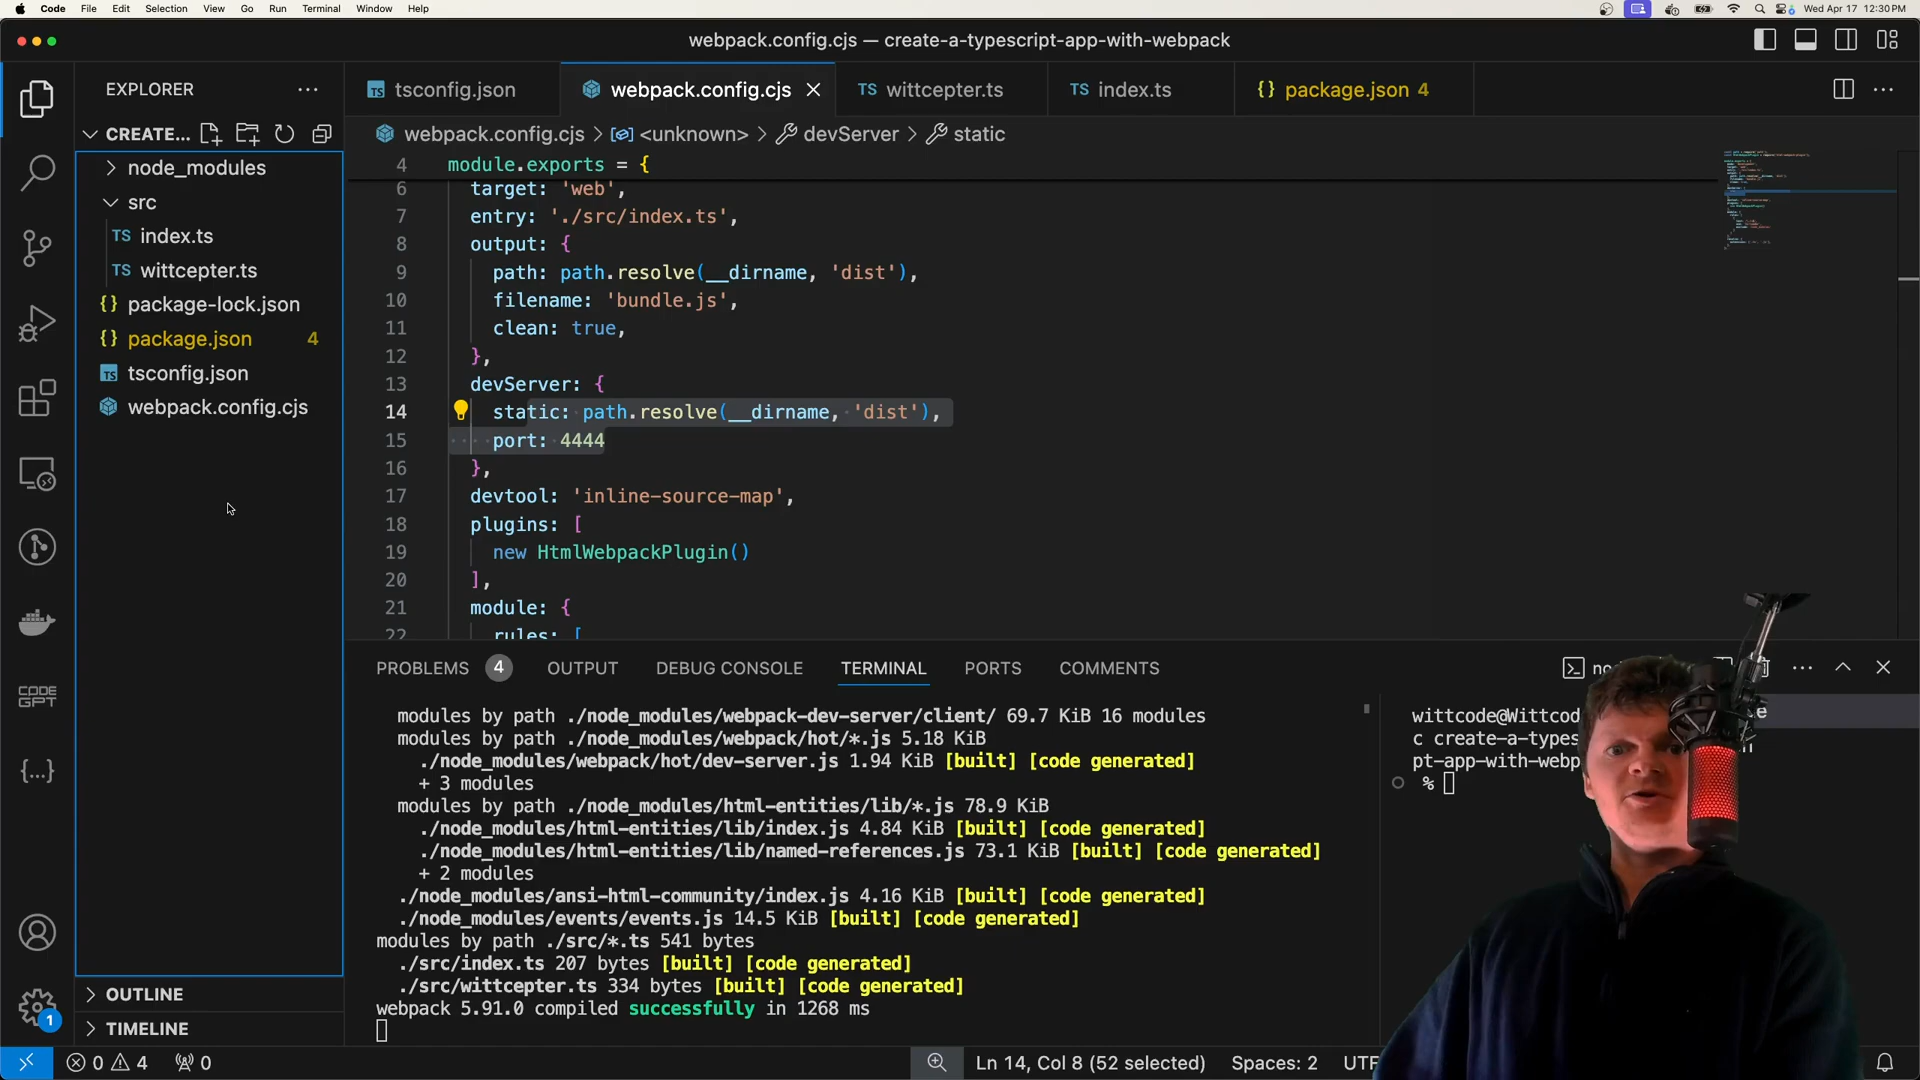 Code File Edit Selection View Go Run Terminal Window Help
Wed Apr 17 12:30PM
webpack.config.cjs — create-a-typescript-app-with-webpack
EXPLORER
CREATE...
node_modules
src
TS index.ts
TS wittcepter.ts
{} package-lock.json
{} package.json 4
TS tsconfig.json
webpack.config.cjs
OUTLINE
TIMELINE
CODE
GPT
{...}
1
TS tsconfig.json
webpack.config.cjs
TS wittcepter.ts
TS index.ts
{} package.json 4
webpack.config.cjs > <unknown> > devServer > static
4 module.exports = {
6 target: 'web',
7 entry: './src/index.ts',
8 output: {
9 path: path.resolve(__dirname, 'dist'),
10 filename: 'bundle.js',
11 clean: true,
12 },
13 devServer: {
14 static: path.resolve(__dirname, 'dist'),
15 port: 4444
16 },
17 devtool: 'inline-source-map',
18 plugins: [
19 new HtmlWebpackPlugin()
20 ],
21 module: {
22 rules: [
PROBLEMS 4 OUTPUT DEBUG CONSOLE TERMINAL PORTS COMMENTS
modules by path ./node_modules/webpack-dev-server/client/ 69.7 KiB 16 modules
modules by path ./node_modules/webpack/hot/*.js 5.18 KiB
./node_modules/webpack/hot/dev-server.js 1.94 KiB [built] [code generated]
+ 3 modules
modules by path ./node_modules/html-entities/lib/*.js 78.9 KiB
./node_modules/html-entities/lib/index.js 4.84 KiB [built] [code generated]
./node_modules/html-entities/lib/named-references.js 73.1 KiB [built] [code generated]
+ 2 modules
./node_modules/ansi-html-community/index.js 4.16 KiB [built] [code generated]
./node_modules/events/events.js 14.5 KiB [built] [code generated]
modules by path ./src/*.ts 541 bytes
./src/index.ts 207 bytes [built] [code generated]
./src/wittcepter.ts 334 bytes [built] [code generated]
webpack 5.91.0 compiled successfully in 1268 ms
wittcode@Wittcod
c create-a-types
pt-app-with-webp
%
0 4 0
Ln 14, Col 8 (52 selected) Spaces: 2 UTF